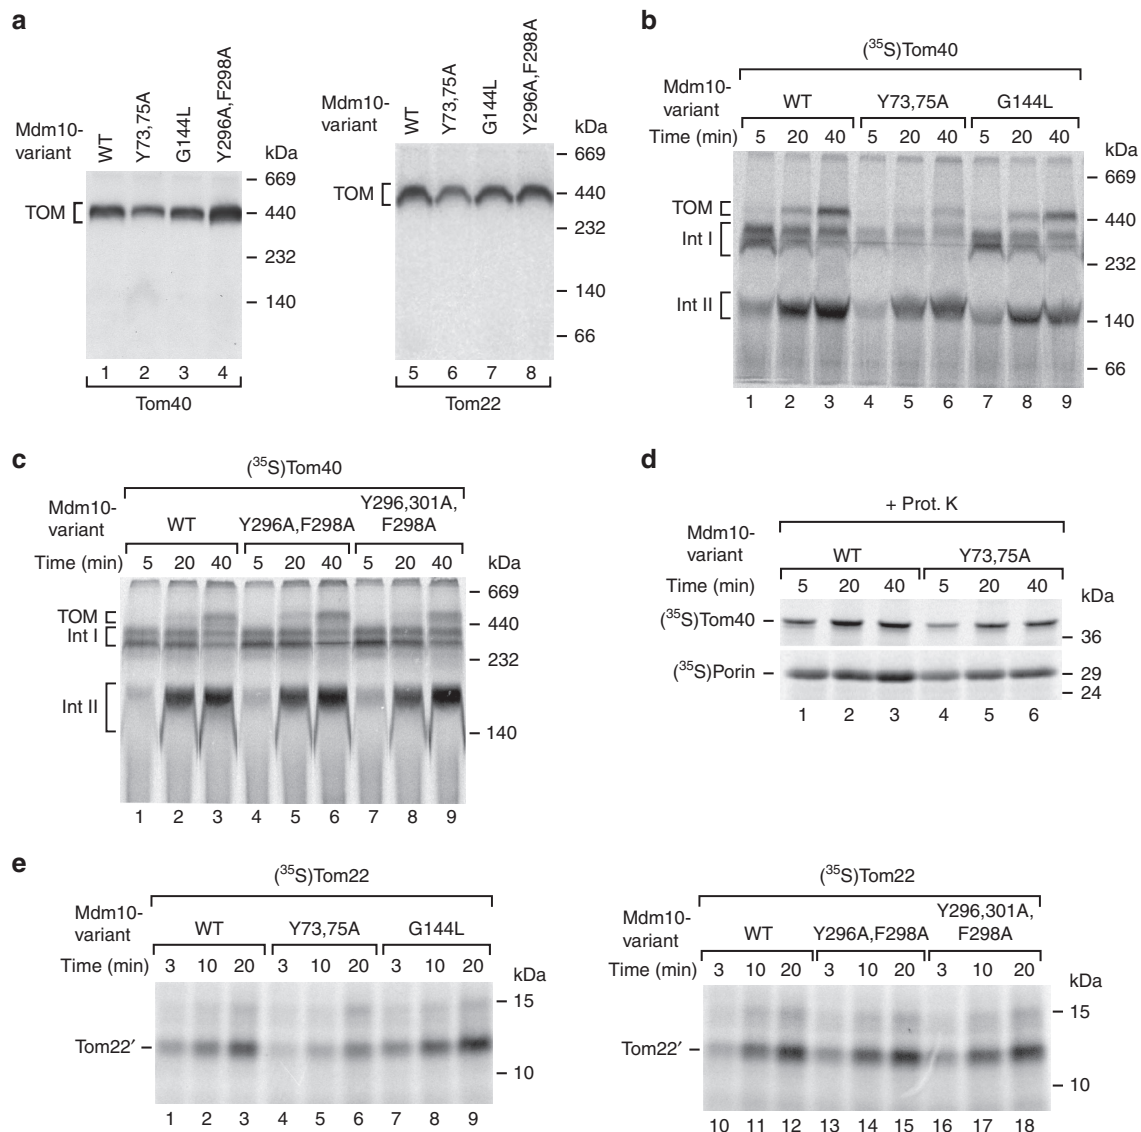 a
Mdm10-
variant
WT
Y73,75A
G144L
Y296A,F298A
kDa
TOM
669
440
232
140
1 2 3 4
Tom40
Mdm10-
variant
WT
Y73,75A
G144L
Y296A,F298A
kDa
TOM
669
440
232
140
66
5 6 7 8
Tom22
b
(³⁵S)Tom40
Mdm10-
variant
WT Y73,75A G144L
Time (min) 5 20 40 5 20 40 5 20 40
kDa
TOM
Int I
Int II
669
440
232
140
66
1 2 3 4 5 6 7 8 9
c
(³⁵S)Tom40
Mdm10-
variant
WT Y296A,F298A
Y296,301A,
F298A
Time (min) 5 20 40 5 20 40 5 20 40
kDa
TOM
Int I
Int II
669
440
232
140
1 2 3 4 5 6 7 8 9
d
+ Prot. K
Mdm10-
variant
WT Y73,75A
Time (min) 5 20 40 5 20 40
kDa
(³⁵S)Tom40
36
(³⁵S)Porin
29
24
1 2 3 4 5 6
e
(³⁵S)Tom22
Mdm10-
variant
WT Y73,75A G144L
Time (min) 3 10 20 3 10 20 3 10 20
kDa
15
Tom22′
10
1 2 3 4 5 6 7 8 9
(³⁵S)Tom22
Mdm10-
variant
WT Y296A,F298A
Y296,301A,
F298A
Time (min) 3 10 20 3 10 20 3 10 20
kDa
15
Tom22′
10
10 11 12 13 14 15 16 17 18